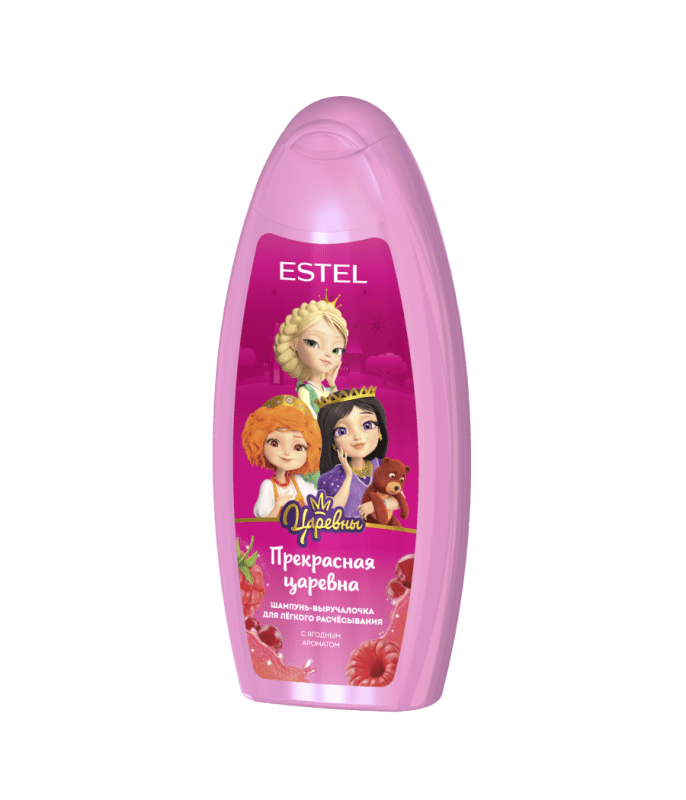 ESTEL
Царевны
Прекрасная
царевна
ШАМПУНЬ-ВЫРУЧАЛОЧКА
ДЛЯ ЛЁГКОГО РАСЧЁСЫВАНИЯ
С ЯГОДНЫМ
АРОМАТОМ